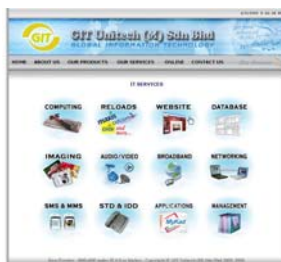 GIT
GIT Unitech (M) Sdn Bhd
GLOBAL INFORMATION TECHNOLOGY
HOME ABOUT US OUR PRODUCTS OUR SERVICES ONLINE CONTACT US
IT SERVICES
COMPUTING RELOADS WEBSITE DATABASE
IMAGING AUDIO/VIDEO BROADBAND NETWORKING
SMS & MMS STD & IDD APPLICATIONS MANAGEMENT